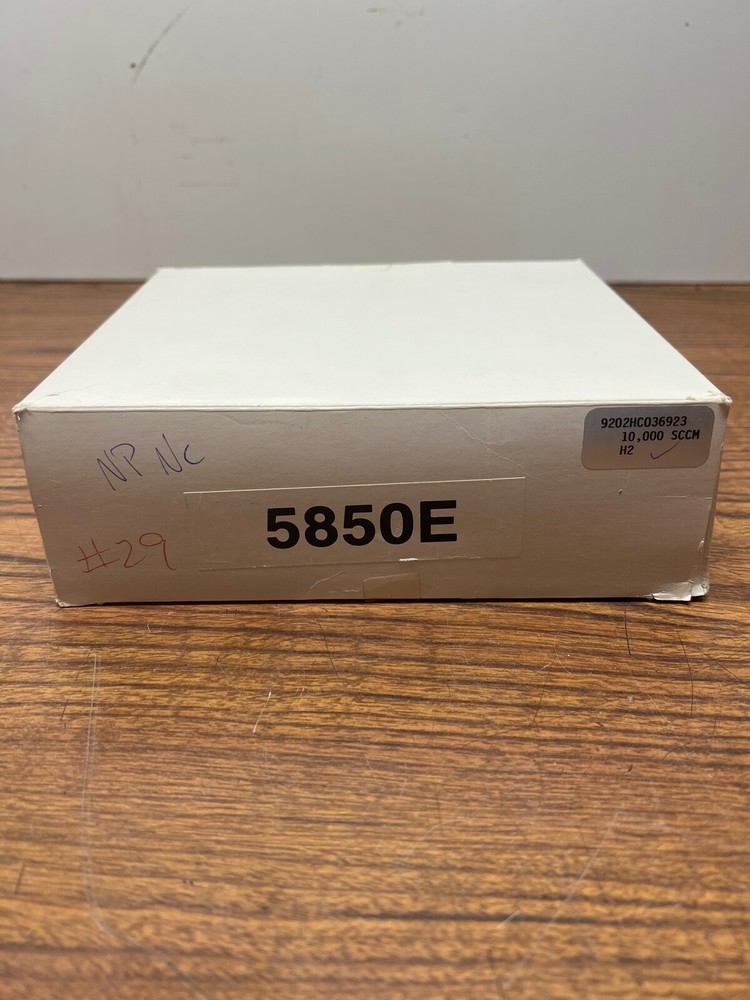 NP NC
#29
5850E
9202HC036923
10,000 SCCM
H2 ✓